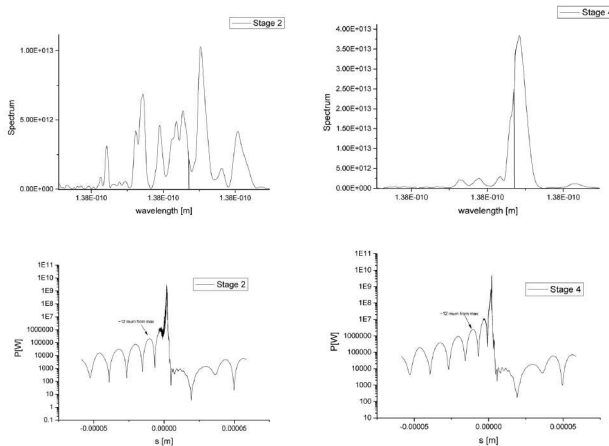 Stage 2
1.00E+013
5.00E+012
0.00E+000
Spectrum
1.38E-010 1.38E-010 1.38E-010
wavelength [m]
Stage 4
4.00E+013
3.50E+013
3.00E+013
2.50E+013
2.00E+013
1.50E+013
1.00E+013
5.00E+012
0.00E+000
Spectrum
1.38E-010 1.38E-010 1.38E-010
wavelength [m]
Stage 2
1E11
1E10
1E9
1E8
1E7
1000000
100000
10000
1000
100
10
1
0.1
P[W]
~12 mum from max
-0.00005 0.00000 0.00005
s [m]
Stage 4
1E11
1E10
1E9
1E8
1E7
1000000
100000
10000
1000
100
10
P[W]
~12 mum from max
-0.00005 0.00000 0.00005
s [m]